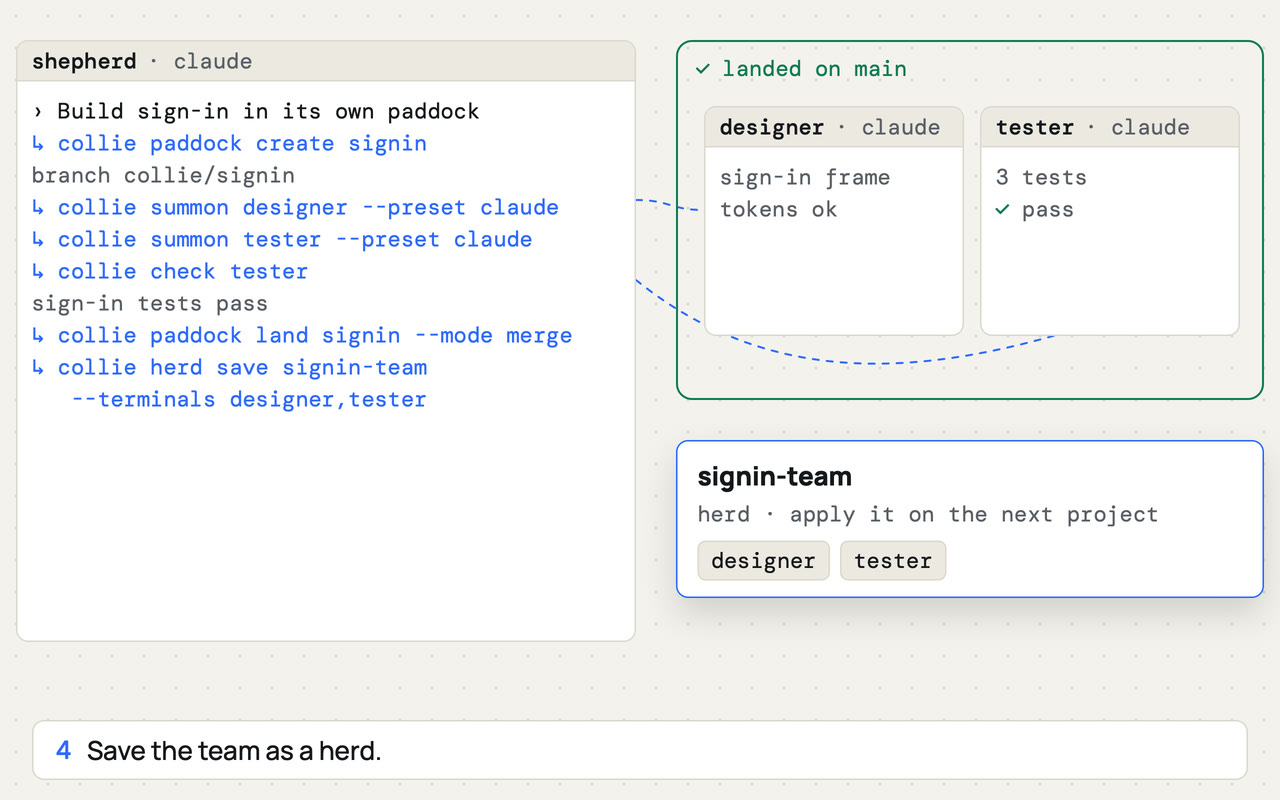 shepherd · claude
› Build sign-in in its own paddock
↳ collie paddock create signin
branch collie/signin
↳ collie summon designer --preset claude
↳ collie summon tester --preset claude
↳ collie check tester
sign-in tests pass
↳ collie paddock land signin --mode merge
↳ collie herd save signin-team
--terminals designer,tester
✓ landed on main
designer · claude
sign-in frame
tokens ok
tester · claude
3 tests
✓ pass
signin-team
herd · apply it on the next project
designer
tester
4 Save the team as a herd.